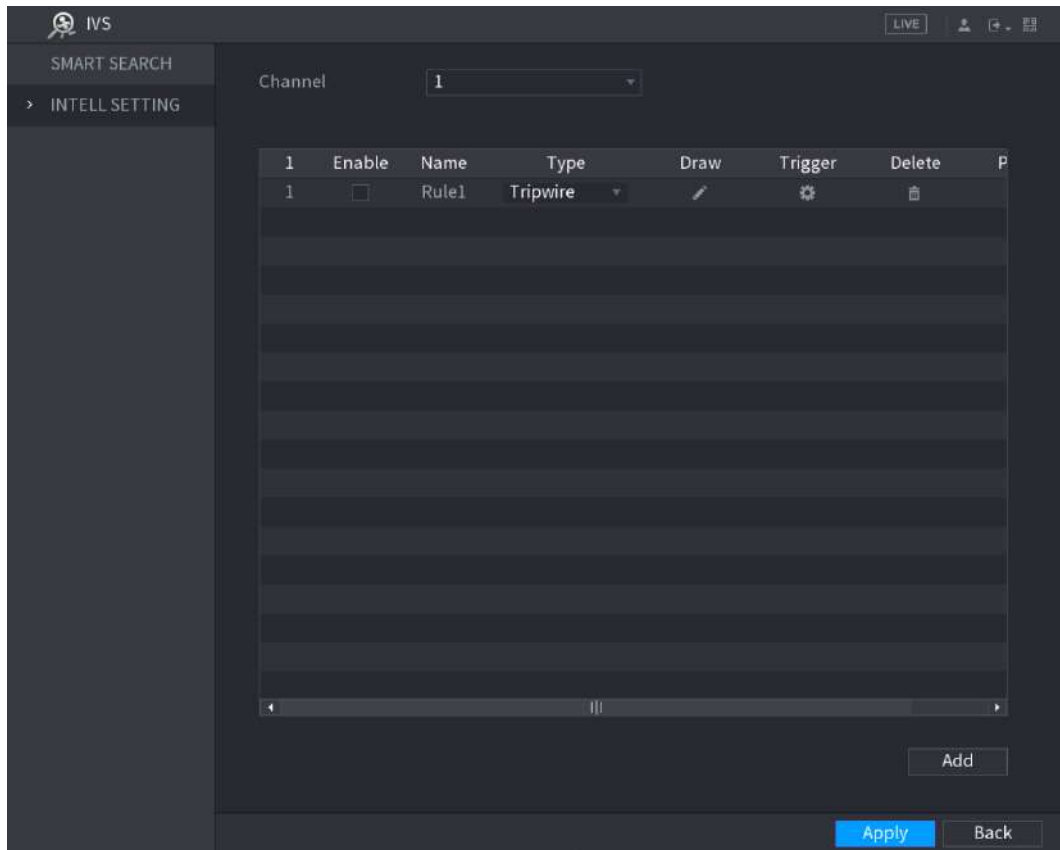 IVS
LIVE
SMART SEARCH
INTELL SETTING
Channel 1
1 Enable Name Type Draw Trigger Delete P
1 Rule1 Tripwire
Add
Apply Back